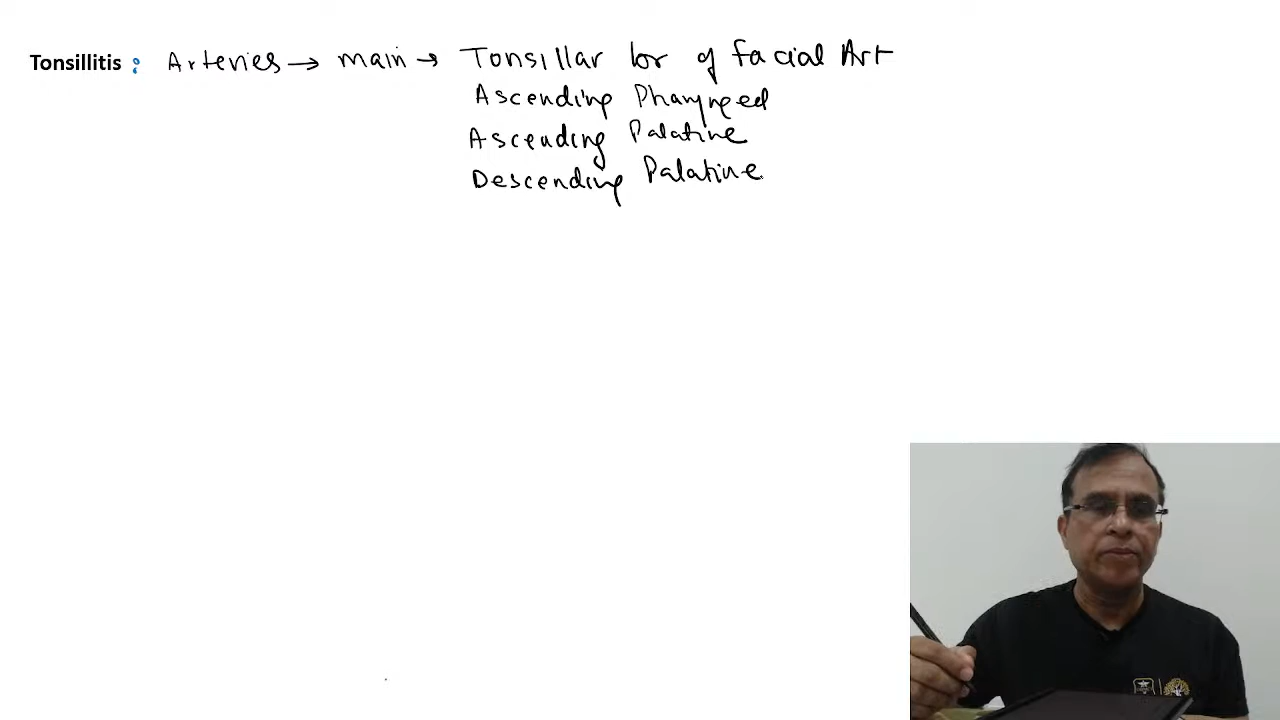 Tonsillitis : Arteries → main → Tonsillar br of facial Art
Ascending Pharyngeal
Ascending Palatine
Descending Palatine